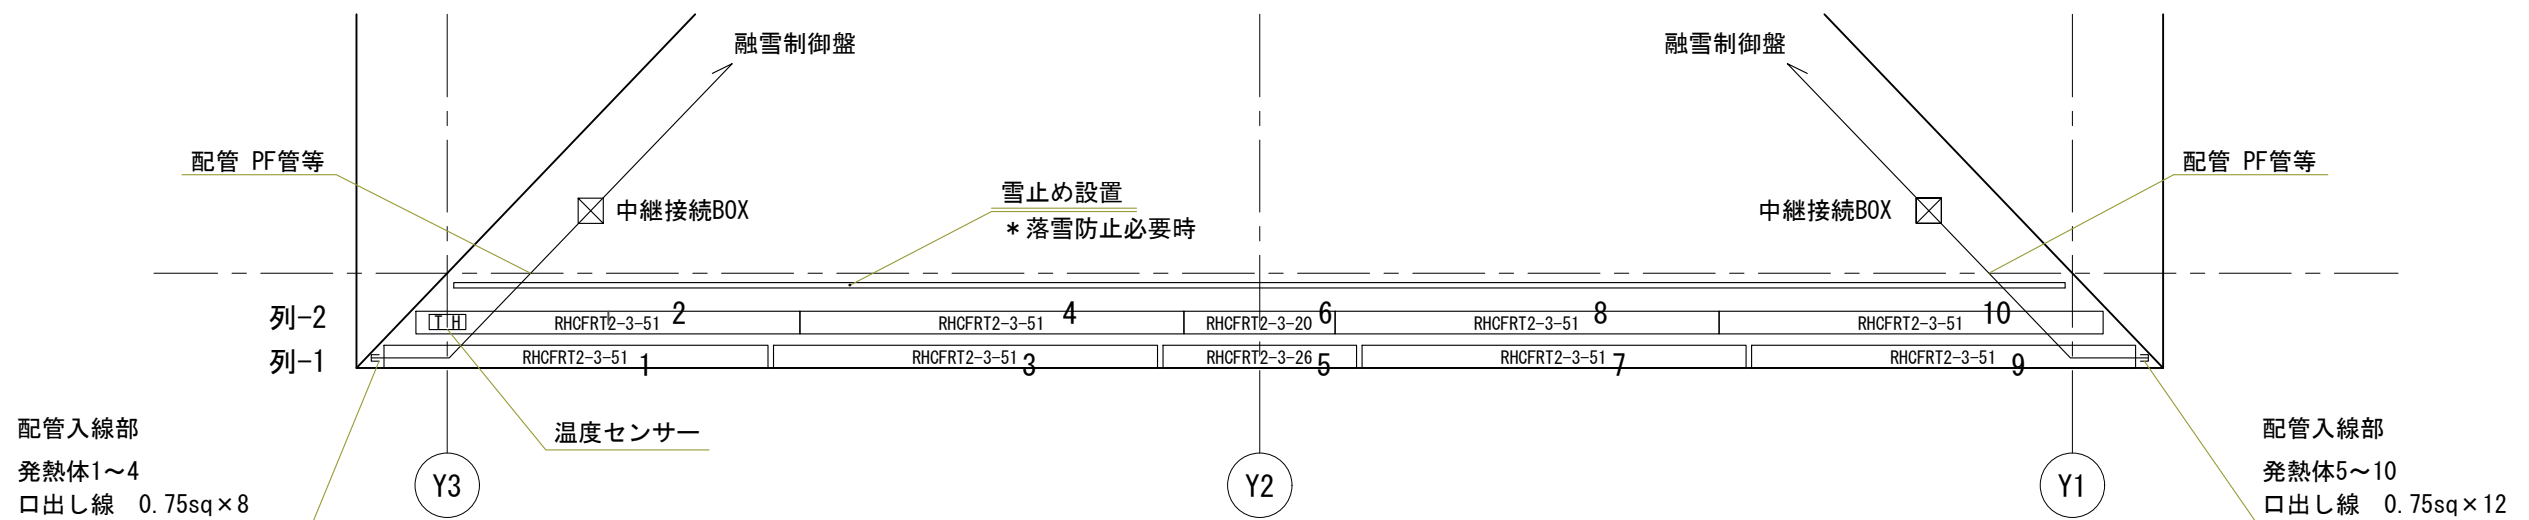 融雪制御盤
融雪制御盤
配管 PF管等
配管 PF管等
雪止め設置
＊落雪防止必要時
中継接続BOX
中継接続BOX
列-2
T H
RHCFRT2-3-51
2
RHCFRT2-3-51
4
RHCFRT2-3-20
6
RHCFRT2-3-51
8
RHCFRT2-3-51
10
列-1
RHCFRT2-3-51
1
RHCFRT2-3-51
3
RHCFRT2-3-26
5
RHCFRT2-3-51
7
RHCFRT2-3-51
9
温度センサー
配管入線部
発熱体1～4
口出し線 0.75sq×8
Y3
Y2
Y1
配管入線部
発熱体5～10
口出し線 0.75sq×12